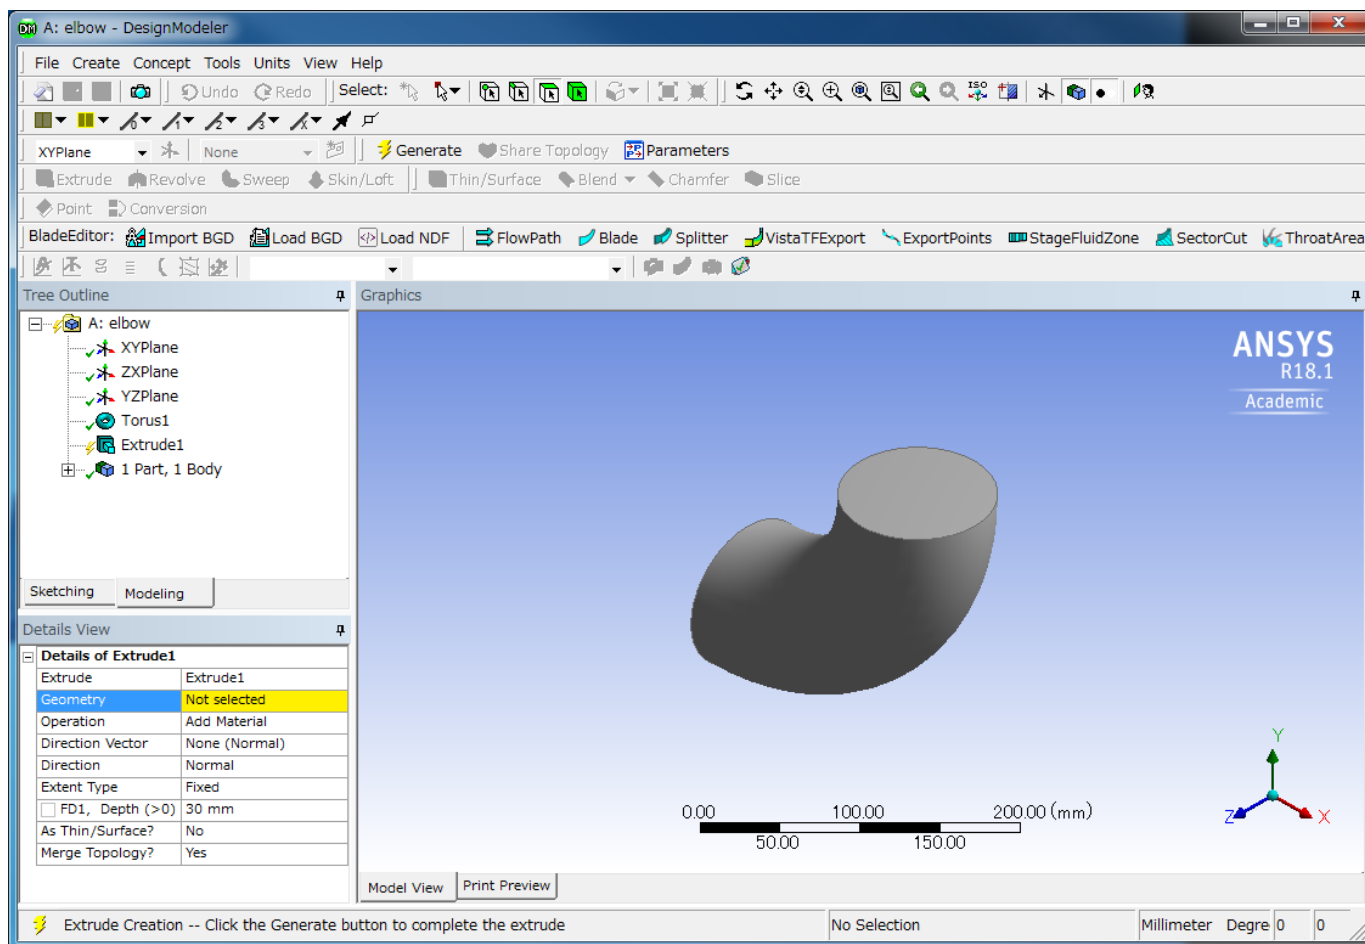 DM A: elbow - DesignModeler
File Create Concept Tools Units View Help
Undo Redo Select:
XYPlane None Generate Share Topology Parameters
Extrude Revolve Sweep Skin/Loft Thin/Surface Blend Chamfer Slice
Point Conversion
BladeEditor: Import BGD Load BGD Load NDF FlowPath Blade Splitter VistaTFExport ExportPoints StageFluidZone SectorCut ThroatArea
Tree Outline
A: elbow
XYPlane
ZXPlane
YZPlane
Torus1
Extrude1
1 Part, 1 Body
Sketching Modeling
Details View
Details of Extrude1
Extrude Extrude1
Geometry Not selected
Operation Add Material
Direction Vector None (Normal)
Direction Normal
Extent Type Fixed
FD1, Depth (>0) 30 mm
As Thin/Surface? No
Merge Topology? Yes
Graphics
ANSYS
R18.1
Academic
0.00 100.00 200.00 (mm)
50.00 150.00
Y
Z X
Model View Print Preview
Extrude Creation -- Click the Generate button to complete the extrude No Selection Millimeter Degre 0 0